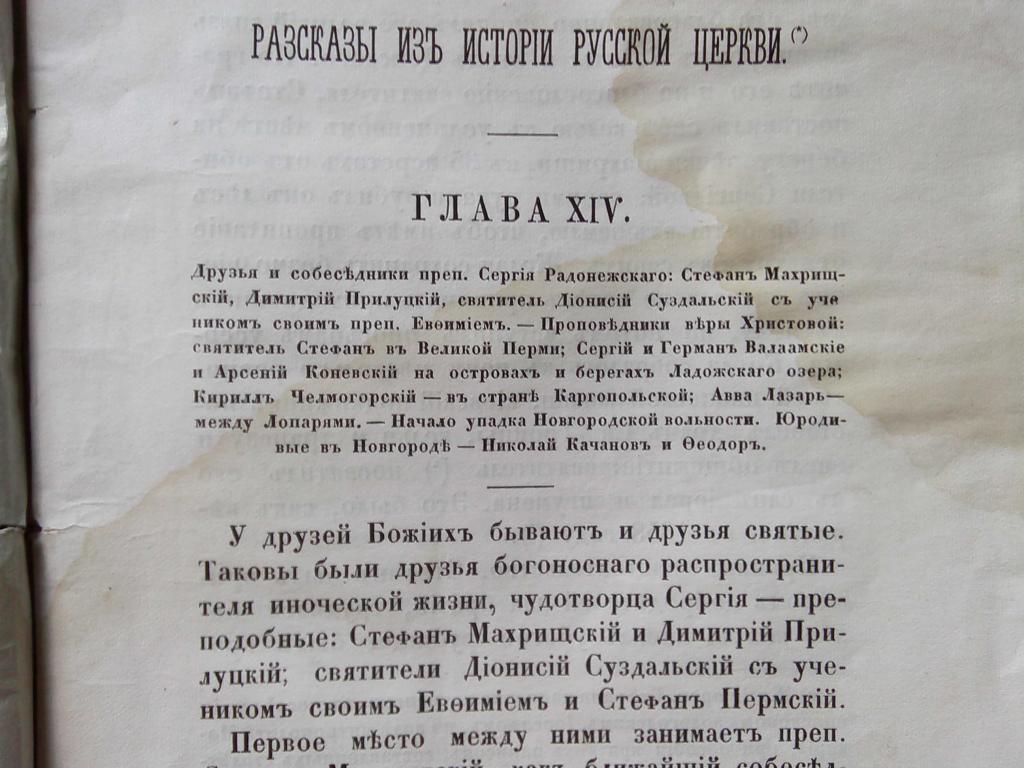 РАЗСКАЗЫ ИЗЪ ИСТОРІИ РУССКОЙ ЦЕРКВИ.(*)
ГЛАВА XIV.
Друзья и собесѣдники преп. Сергія Радонежскаго: Стефанъ Махрищ-
скій, Димитрій Прилуцкій, святитель Діонисій Суздальскій съ уче
никомъ своимъ преп. Евѳиміемъ. — Проповѣдники вѣры Христовой:
святитель Стефанъ въ Великой Перми; Сергій и Германъ Валаамскіе
и Арсеній Коневскій на островахъ и берегахъ Ладожскаго озера;
Кириллъ Челмогорскій — въ странѣ Каргопольской; Авва Лазарь—
между Лопарями. — Начало упадка Новгородской вольности. Юроди-
вые въ Новгородѣ — Николай Качановъ и Ѳеодоръ.
У друзей Божіихъ бываютъ и друзья святые.
Таковы были друзья богоноснаго распространи-
теля иноческой жизни, чудотворца Сергія — пре-
подобные: Стефанъ Махрищскій и Димитрій При-
луцкій; святители Діонисій Суздальскій съ уче-
никомъ своимъ Евѳиміемъ и Стефанъ Пермскій.
Первое мѣсто между ними занимаетъ преп.